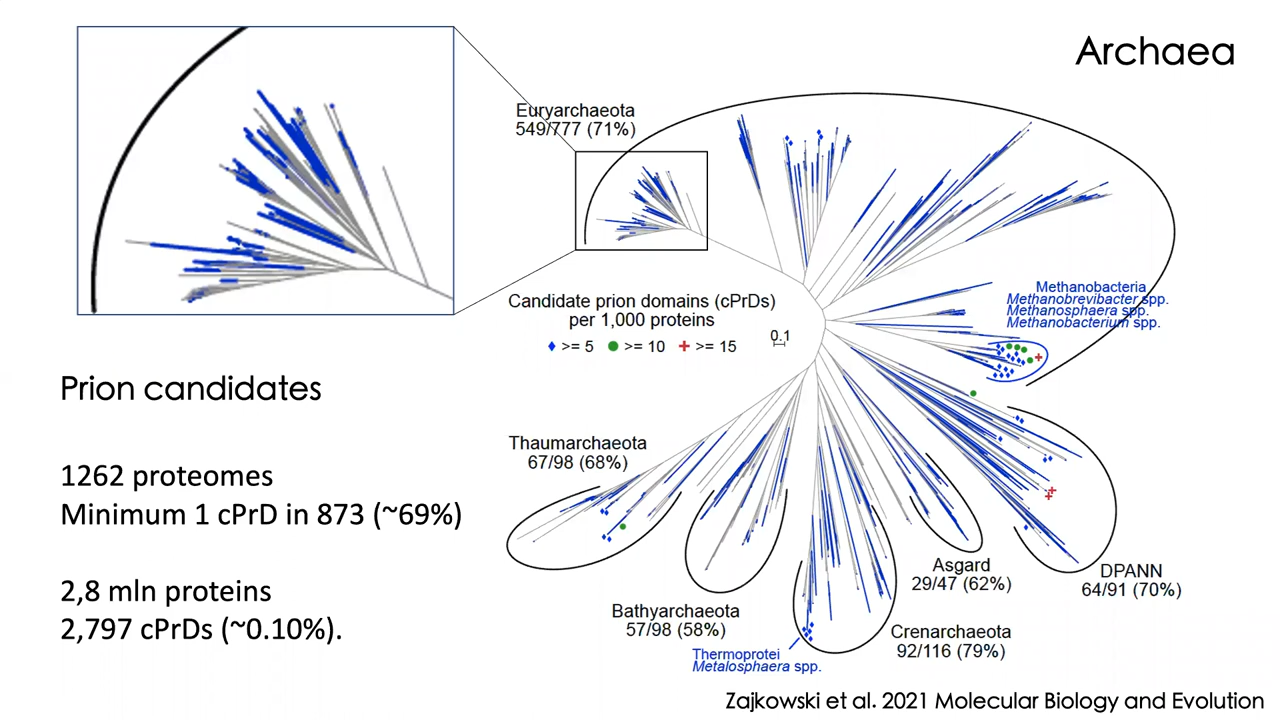 Archaea
Euryarchaeota
549/777 (71%)
Candidate prion domains (cPrDs)
per 1,000 proteins
>= 5 >= 10 >= 15
0.1
Methanobacteria
Methanobrevibacter spp.
Methanosphaera spp.
Methanobacterium spp.
Prion candidates
1262 proteomes
Minimum 1 cPrD in 873 (~69%)
2,8 mln proteins
2,797 cPrDs (~0.10%).
Thaumarchaeota
67/98 (68%)
Bathyarchaeota
57/98 (58%)
Thermoprotei
Metalosphaera spp.
Crenarchaeota
92/116 (79%)
Asgard
29/47 (62%)
DPANN
64/91 (70%)
Zajkowski et al. 2021 Molecular Biology and Evolution